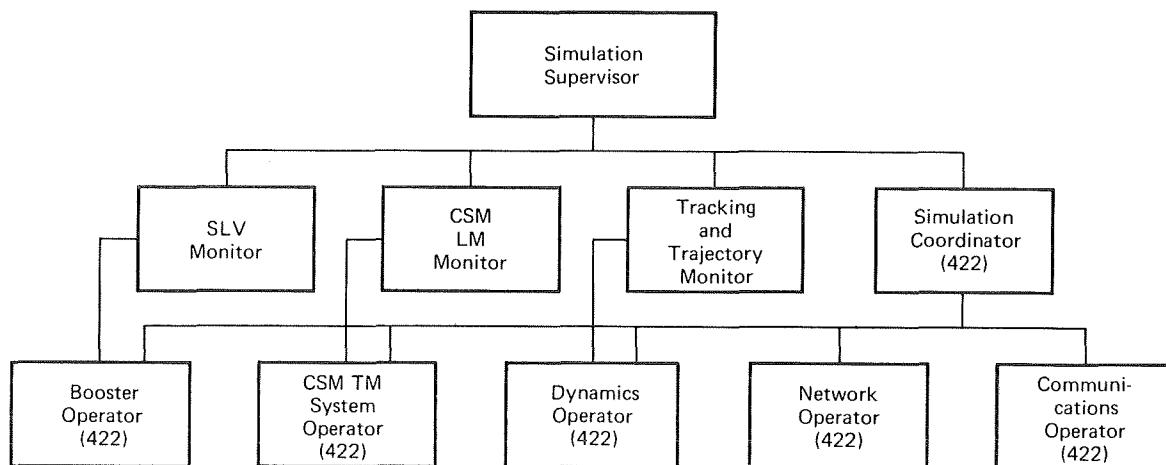 Simulation
Supervisor
SLV
Monitor
CSM
LM
Monitor
Tracking
and
Trajectory
Monitor
Simulation
Coordinator
(422)
Booster
Operator
(422)
CSM TM
System
Operator
(422)
Dynamics
Operator
(422)
Network
Operator
(422)
Communi-
cations
Operator
(422)